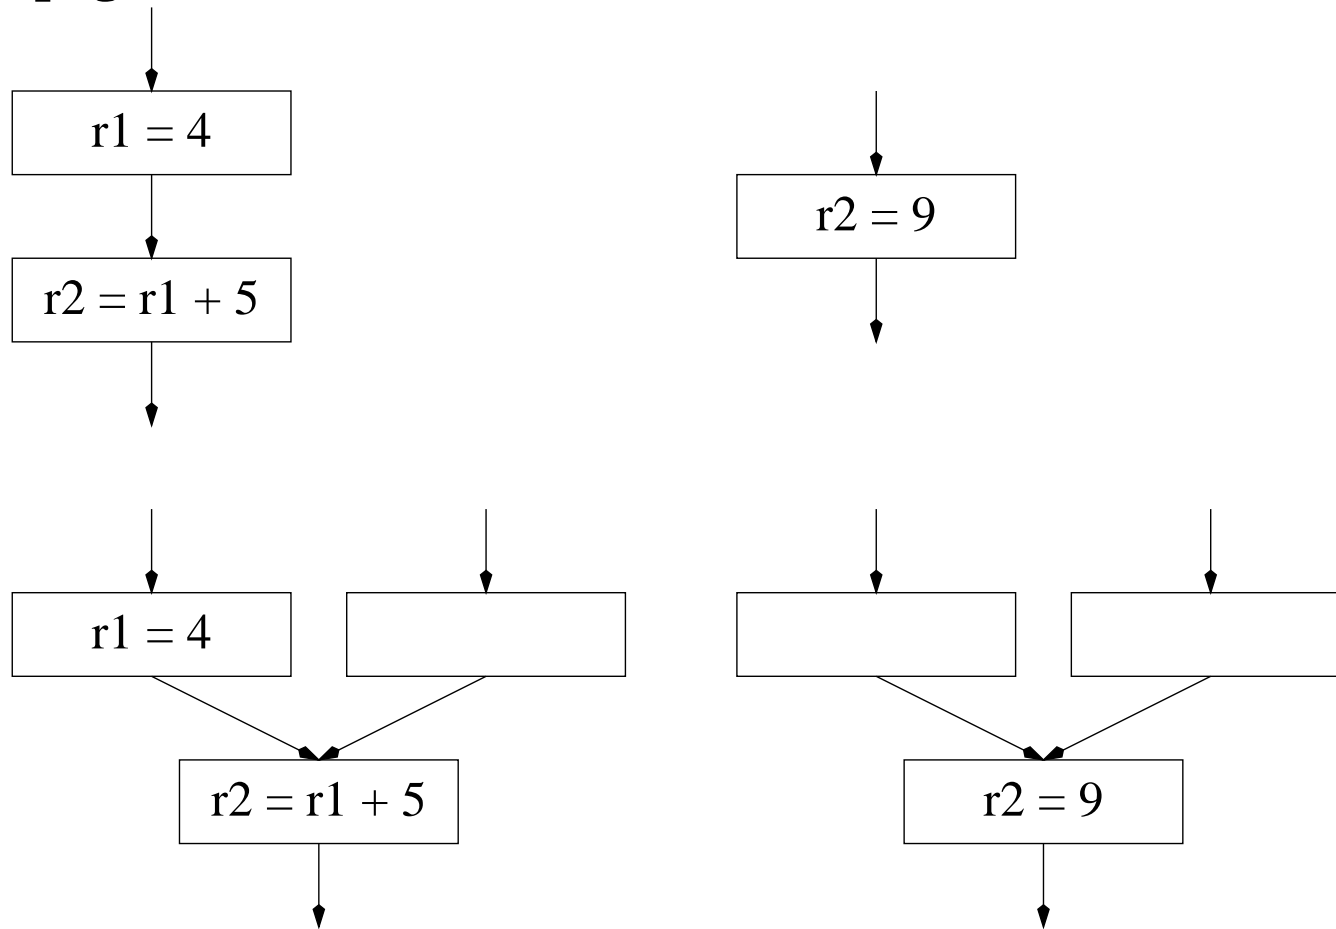 r1 = 4
r2 = r1 + 5
r2 = 9
r1 = 4
r2 = r1 + 5
r2 = 9